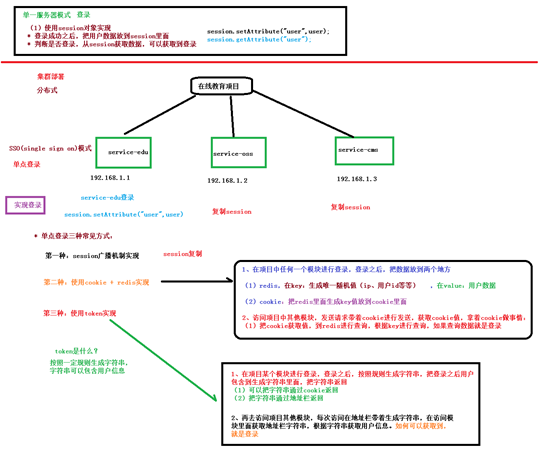 单一服务器模式 登录
（1）使用session对象实现
* 登录成功之后，把用户数据放到session里面
* 判断是否登录，从session获取数据，可以获取到登录
session.setAttribute("user",user);
session.getAttribute("user");
集群部署
分布式
在线教育项目
SSO(single sign on)模式
单点登录
service-edu
service-oss
service-cms
192.168.1.1
192.168.1.2
192.168.1.3
实现登录
service-edu登录
session.setAttribute("user",user)
复制session
复制session
* 单点登录三种常见方式，
第一种，session广播机制实现
session复制
第二种，使用cookie + redis实现
1、在项目中任何一个模块进行登录，登录之后，把数据放到两个地方
（1）redis，在key：生成唯一随机值（ip、用户id等等），在value：用户数据
（2）cookie：把redis里面生成key值放到cookie里面
2、访问项目中其他模块，发送请求带着cookie进行发送，获取cookie值，拿着cookie做事情，
（1）把cookie获取值，到redis进行查询，根据key进行查询，如果查询数据就是登录
第三种，使用token实现
token是什么？
按照一定规则生成字符串，
字符串可以包含用户信息
1、在项目某个模块进行登录，登录之后，按照规则生成字符串，把登录之后用户
包含到生成字符串里面，把字符串返回
（1）可以把字符串通过cookie返回
（2）把字符串通过地址栏返回
2、再去访问项目其他模块，每次访问在地址栏带着生成字符串，在访问模
块里面获取地址栏字符串，根据字符串获取用户信息。如何可以获取到，
就是登录